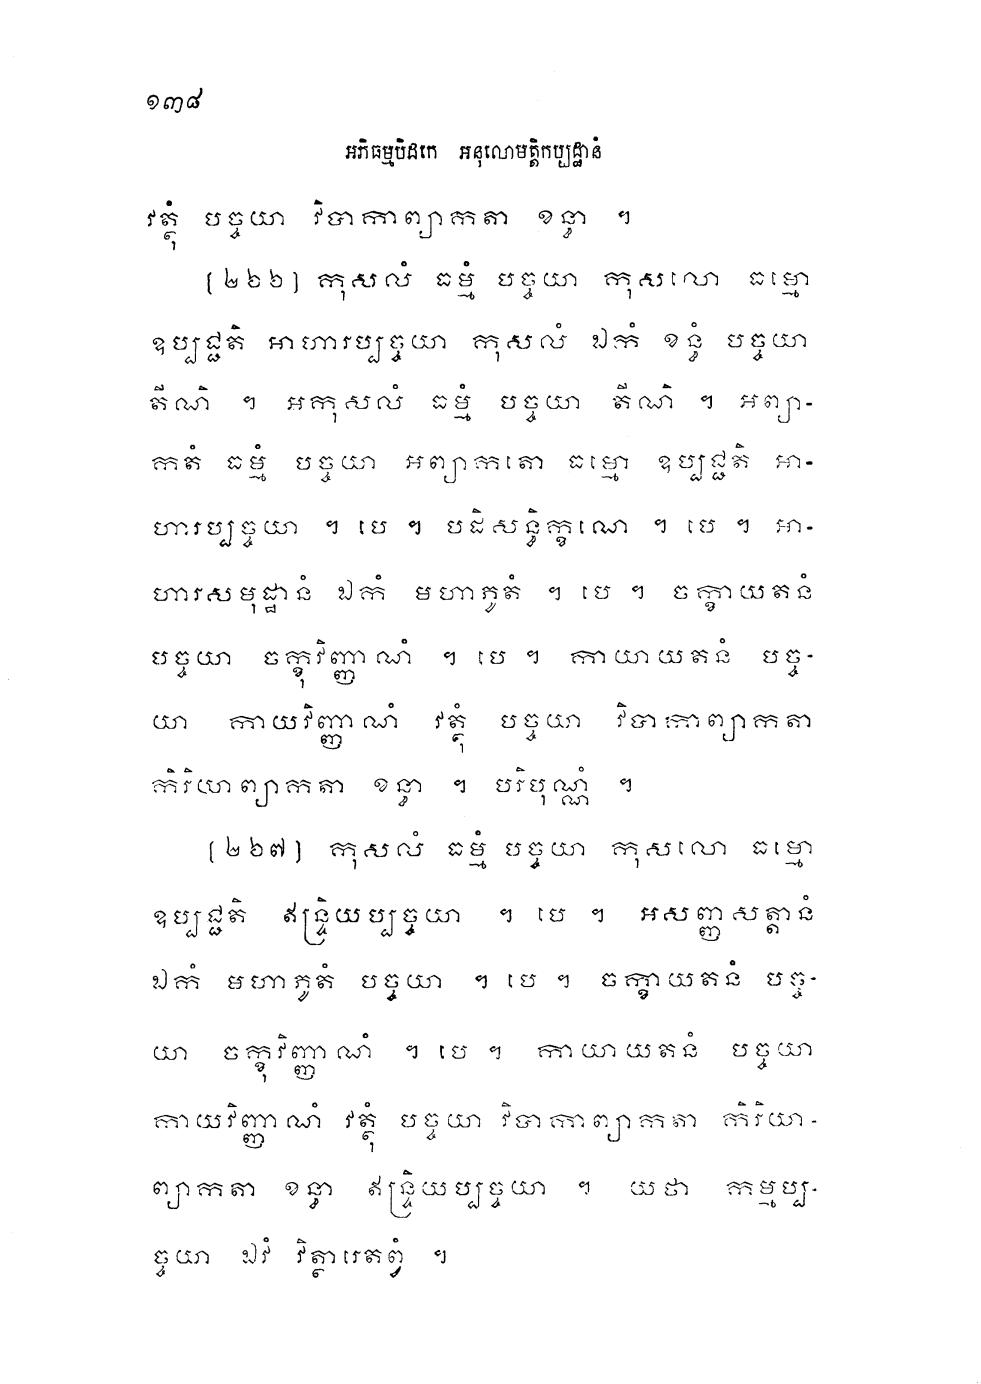 ១៣៨
អភិធម្មបិដកេ អនុលោមត្តិកប្បដ្ឋានំ
វត្ថុំ បច្ចយា វិបាកាព្យាកតា ខន្ធា ។
[២៦៦] កុសលំ ធម្មំ បច្ចយា កុសលោ ធម្មោ
ឧប្បជ្ជតិ អាហារប្បច្ចយា កុសលំ ឯកំ ខន្ធំ បច្ចយា
តីណិ ។ អកុសលំ ធម្មំ បច្ចយា តីណិ ។ អព្យា-
កតំ ធម្មំ បច្ចយា អព្យាកតោ ធម្មោ ឧប្បជ្ជតិ អា-
ហារប្បច្ចយា ។ បេ ។ បដិសន្ធិក្ខណេ ។ បេ ។ អា-
ហារសមុដ្ឋានំ ឯកំ មហាភូតំ ។ បេ ។ ចក្ខាយតនំ
បច្ចយា ចក្ខុវិញ្ញាណំ ។ បេ ។ កាយាយតនំ បច្ច-
យា កាយវិញ្ញាណំ វត្ថុំ បច្ចយា វិបាកាព្យាកតា
កិរិយាព្យាកតា ខន្ធា ។ បរិបុណ្ណំ ។
[២៦៧] កុសលំ ធម្មំ បច្ចយា កុសលោ ធម្មោ
ឧប្បជ្ជតិ ឥន្ទ្រិយប្បច្ចយា ។ បេ ។ អសញ្ញសត្តានំ
ឯកំ មហាភូតំ បច្ចយា ។ បេ ។ ចក្ខាយតនំ បច្ច-
យា ចក្ខុវិញ្ញាណំ ។ បេ ។ កាយាយតនំ បច្ចយា
កាយវិញ្ញាណំ វត្ថុំ បច្ចយា វិបាកាព្យាកតា កិរិយា-
ព្យាកតា ខន្ធា ឥន្ទ្រិយប្បច្ចយា ។ យថា កម្មប្ប-
ច្ចយា ឯវំ វិត្ថារេតព្វំ ។